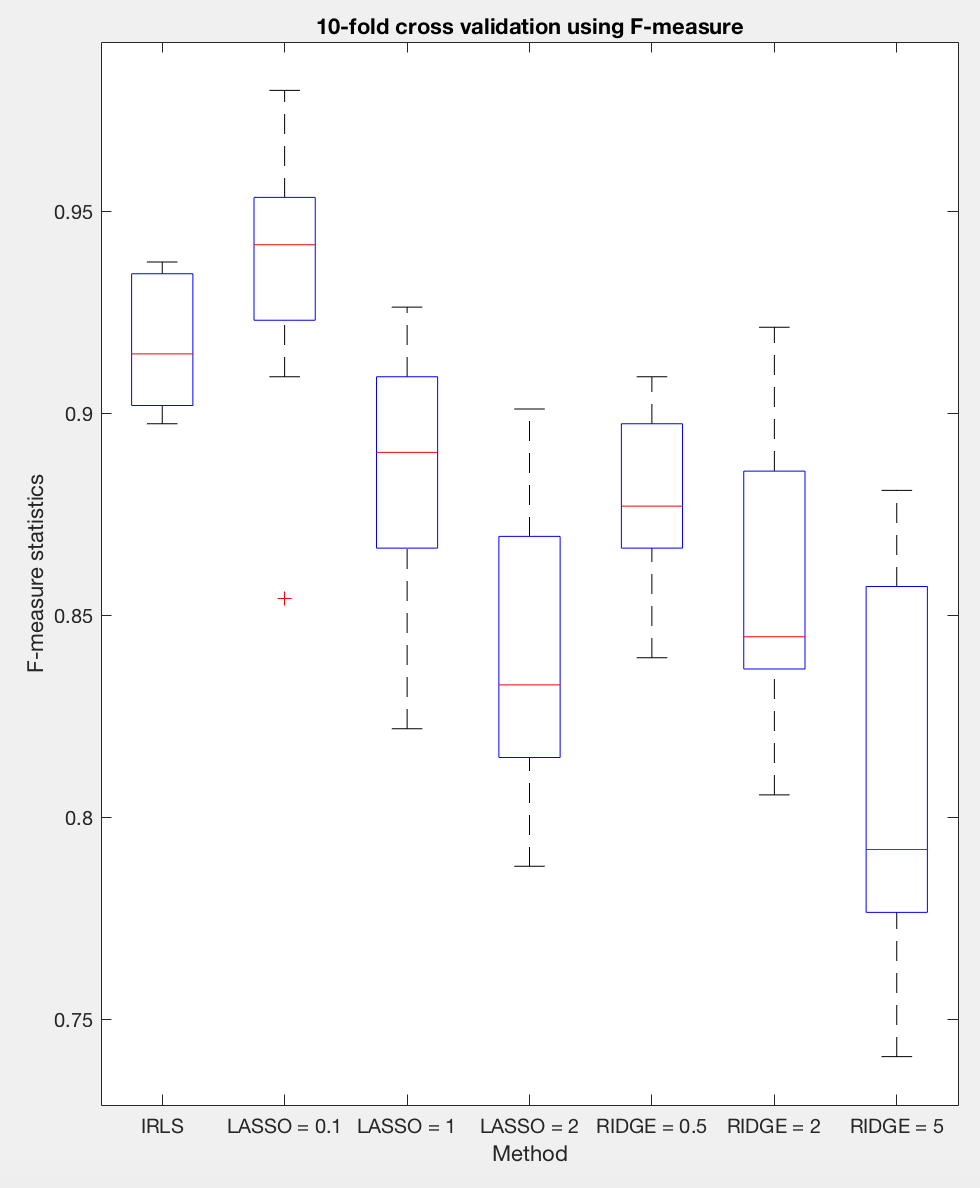 10-fold cross validation using F-measure
F-measure statistics
0.95
0.9
0.85
0.8
0.75
IRLS LASSO = 0.1 LASSO = 1 LASSO = 2 RIDGE = 0.5 RIDGE = 2 RIDGE = 5
Method